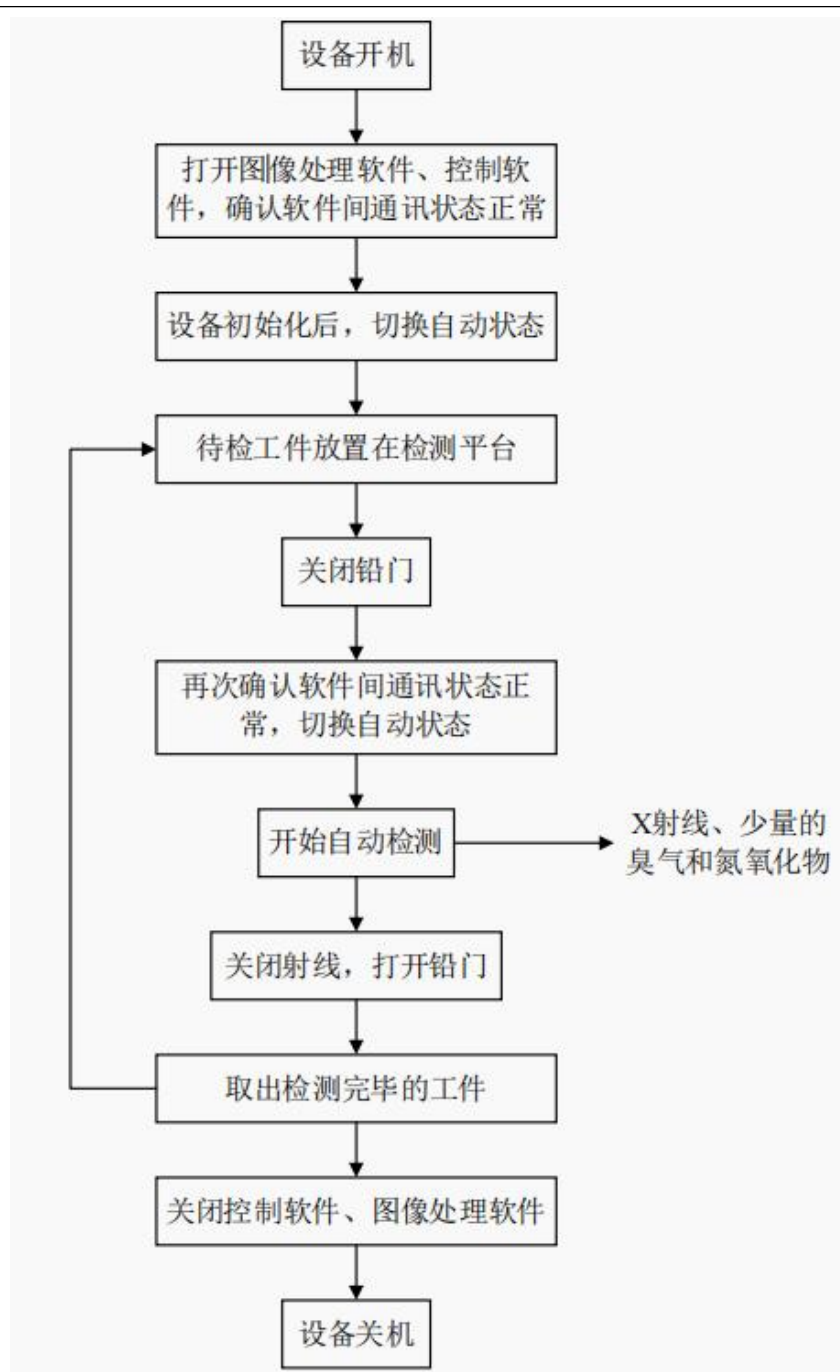 设备开机
打开图像处理软件、控制软
件，确认软件间通讯状态正常
设备初始化后，切换自动状态
待检工件放置在检测平台
关闭铅门
再次确认软件间通讯状态正
常，切换自动状态
开始自动检测
X射线、少量的
臭气和氮氧化物
关闭射线，打开铅门
取出检测完毕的工件
关闭控制软件、图像处理软件
设备关机